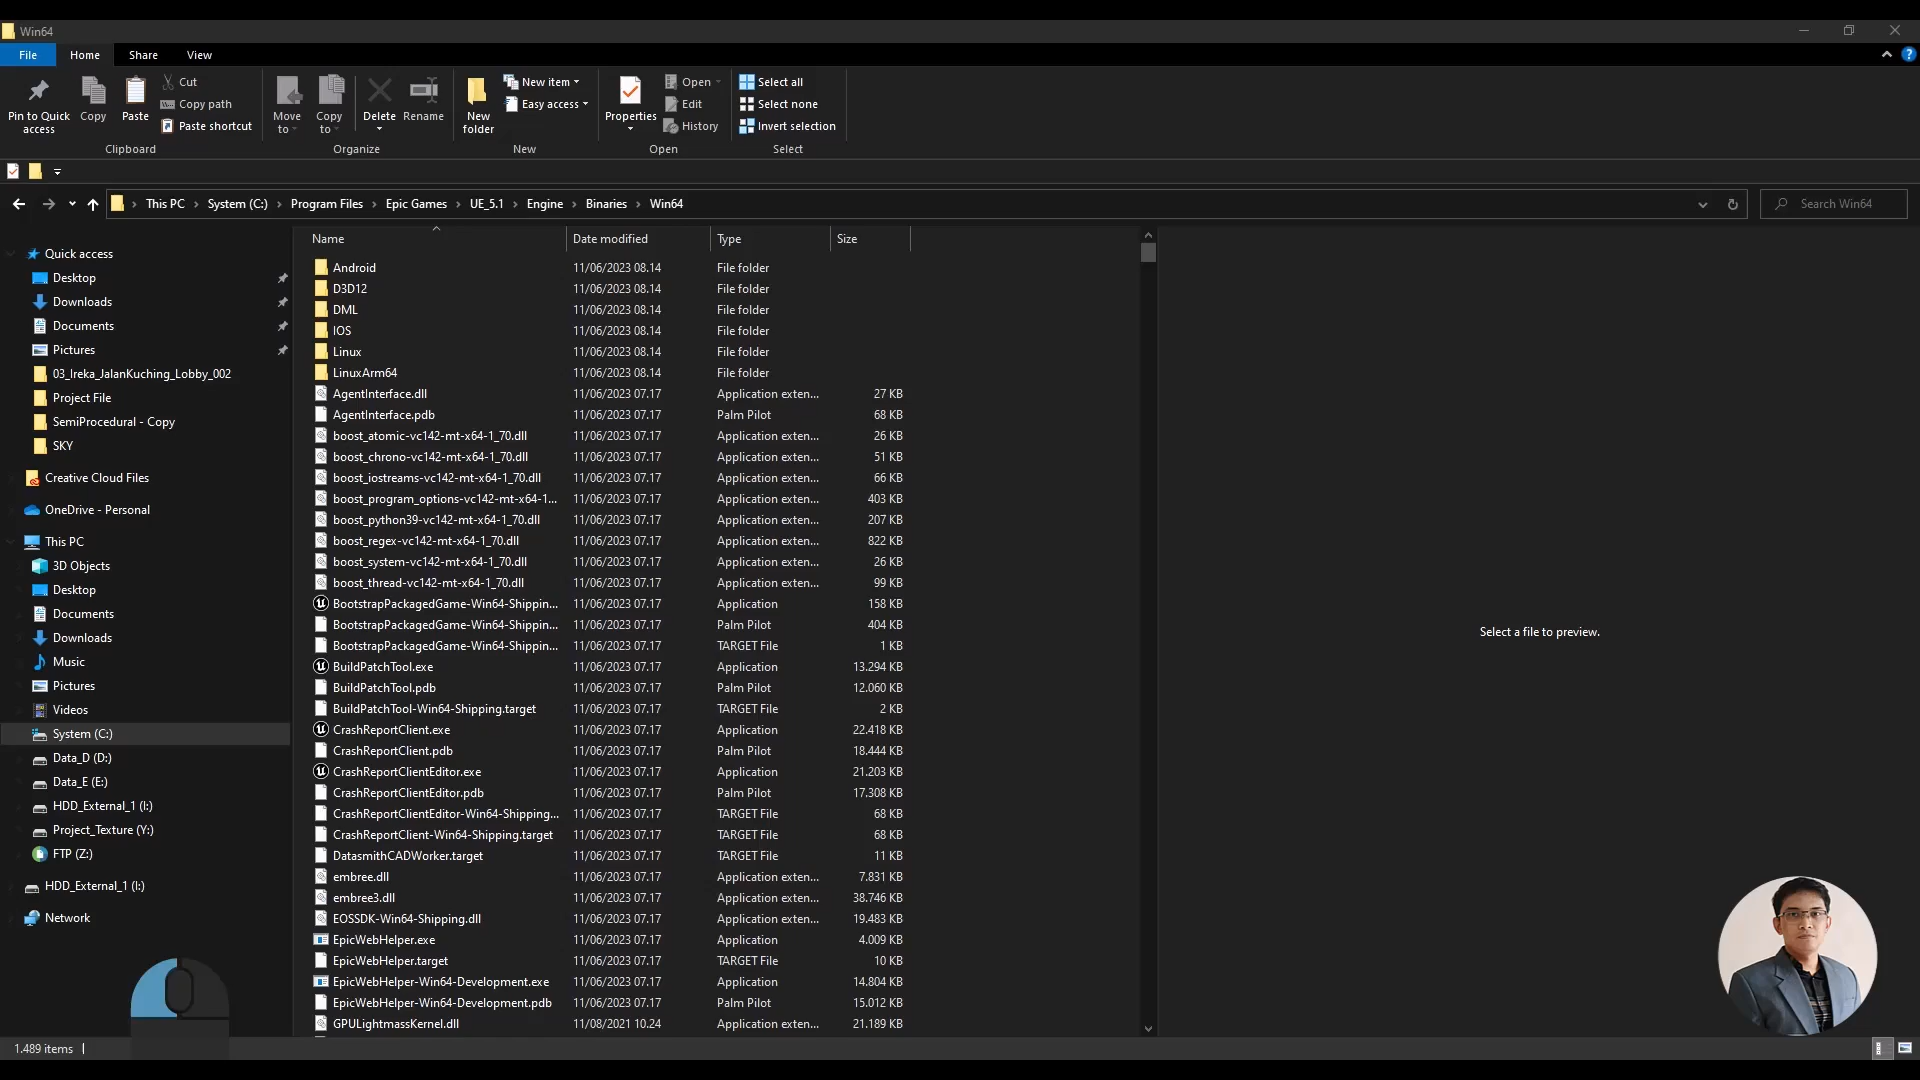 Win64
File Home Share View
Pin to Quick access
Copy
Paste
Cut
Copy path
Paste shortcut
Clipboard
Move to
Copy to
Delete
Rename
Organize
New folder
New item
Easy access
New
Properties
Open
Edit
History
Open
Select all
Select none
Invert selection
Select
This PC > System (C:) > Program Files > Epic Games > UE_5.1 > Engine > Binaries > Win64
Search Win64
Quick access
Desktop
Downloads
Documents
Pictures
03_Ireka_JalanKuching_Lobby_002
Project File
SemiProcedural - Copy
SKY
Creative Cloud Files
OneDrive - Personal
This PC
3D Objects
Desktop
Documents
Downloads
Music
Pictures
Videos
System (C:)
Data_D (D:)
Data_E (E:)
HDD_External_1 (I:)
Project_Texture (Y:)
FTP (Z:)
HDD_External_1 (I:)
Network
Name Date modified Type Size
Android 11/06/2023 08.14 File folder
D3D12 11/06/2023 08.14 File folder
DML 11/06/2023 08.14 File folder
IOS 11/06/2023 08.14 File folder
Linux 11/06/2023 08.14 File folder
LinuxArm64 11/06/2023 08.14 File folder
AgentInterface.dll 11/06/2023 07.17 Application exten... 27 KB
AgentInterface.pdb 11/06/2023 07.17 Palm Pilot 68 KB
boost_atomic-vc142-mt-x64-1_70.dll 11/06/2023 07.17 Application exten... 26 KB
boost_chrono-vc142-mt-x64-1_70.dll 11/06/2023 07.17 Application exten... 51 KB
boost_iostreams-vc142-mt-x64-1_70.dll 11/06/2023 07.17 Application exten... 66 KB
boost_program_options-vc142-mt-x64-1... 11/06/2023 07.17 Application exten... 403 KB
boost_python39-vc142-mt-x64-1_70.dll 11/06/2023 07.17 Application exten... 207 KB
boost_regex-vc142-mt-x64-1_70.dll 11/06/2023 07.17 Application exten... 822 KB
boost_system-vc142-mt-x64-1_70.dll 11/06/2023 07.17 Application exten... 26 KB
boost_thread-vc142-mt-x64-1_70.dll 11/06/2023 07.17 Application exten... 99 KB
BootstrapPackagedGame-Win64-Shippin... 11/06/2023 07.17 Application 158 KB
BootstrapPackagedGame-Win64-Shippin... 11/06/2023 07.17 Palm Pilot 404 KB
BootstrapPackagedGame-Win64-Shippin... 11/06/2023 07.17 TARGET File 1 KB
BuildPatchTool.exe 11/06/2023 07.17 Application 13.294 KB
BuildPatchTool.pdb 11/06/2023 07.17 Palm Pilot 12.060 KB
BuildPatchTool-Win64-Shipping.target 11/06/2023 07.17 TARGET File 2 KB
CrashReportClient.exe 11/06/2023 07.17 Application 22.418 KB
CrashReportClient.pdb 11/06/2023 07.17 Palm Pilot 18.444 KB
CrashReportClientEditor.exe 11/06/2023 07.17 Application 21.203 KB
CrashReportClientEditor.pdb 11/06/2023 07.17 Palm Pilot 17.308 KB
CrashReportClientEditor-Win64-Shipping... 11/06/2023 07.17 TARGET File 68 KB
CrashReportClient-Win64-Shipping.target 11/06/2023 07.17 TARGET File 68 KB
DatasmithCADWorker.target 11/06/2023 07.17 TARGET File 11 KB
embree.dll 11/06/2023 07.17 Application exten... 7.831 KB
embree3.dll 11/06/2023 07.17 Application exten... 38.746 KB
EOSSDK-Win64-Shipping.dll 11/06/2023 07.17 Application exten... 19.483 KB
EpicWebHelper.exe 11/06/2023 07.17 Application 4.009 KB
EpicWebHelper.target 11/06/2023 07.17 TARGET File 10 KB
EpicWebHelper-Win64-Development.exe 11/06/2023 07.17 Application 14.804 KB
EpicWebHelper-Win64-Development.pdb 11/06/2023 07.17 Palm Pilot 15.012 KB
GPULightmassKernel.dll 11/08/2021 10.24 Application exten... 21.189 KB
Select a file to preview.
1.489 items